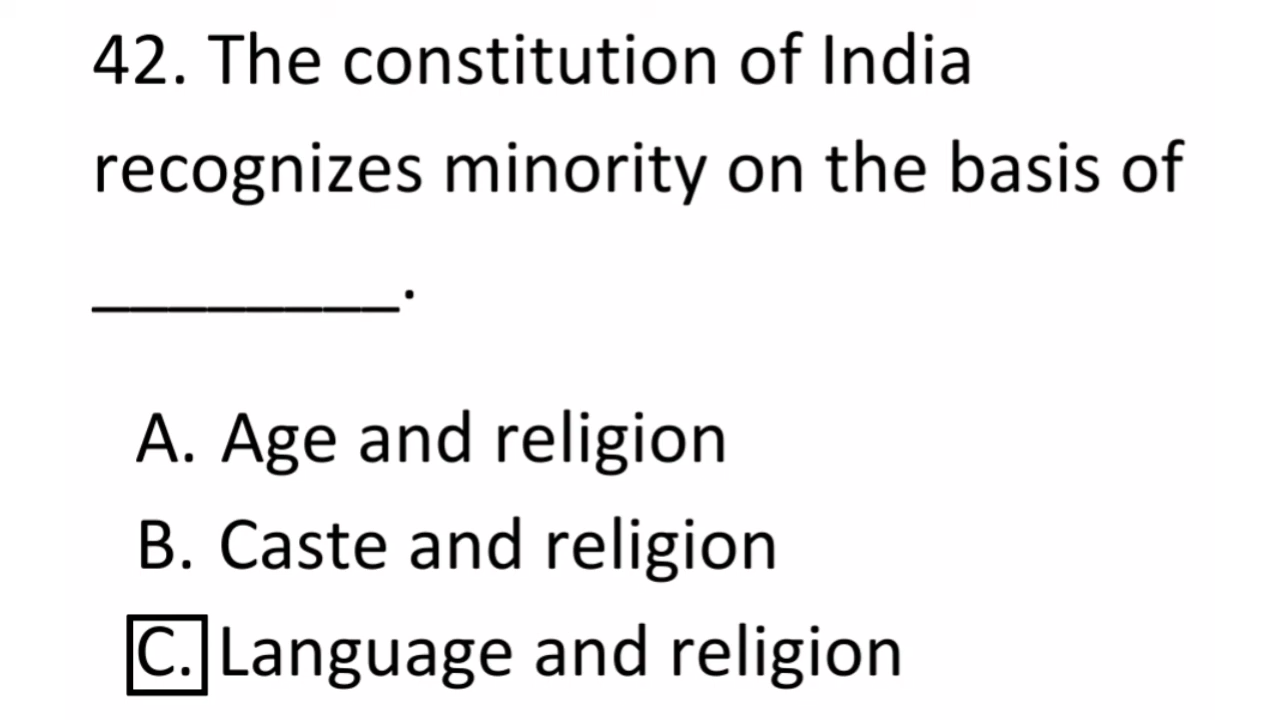 42. The constitution of India
recognizes minority on the basis of
________.
A. Age and religion
B. Caste and religion
C. Language and religion